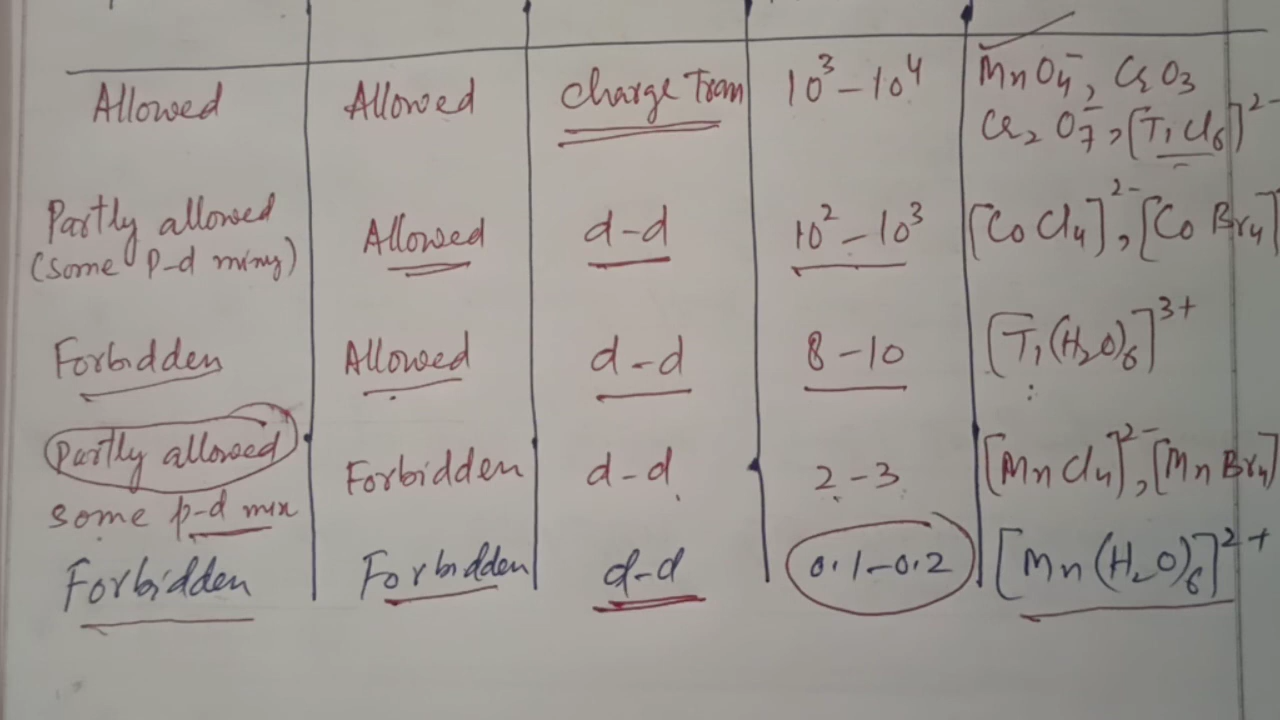 Allowed Allowed Charge Tran 10³ - 10⁴ MnO₄⁻, CrO₃
Cr₂O₇⁻, [TiCl₆]²⁻
Partly allowed Allowed d-d 10² - 10³ [CoCl₄]²⁻, [CoBr₄]
(some p-d mixing)
Forbidden Allowed d-d 8-10 [Ti(H₂O)₆]³⁺
Partly allowed Forbidden d-d 2-3 [MnCl₄]²⁻, [MnBr₄]
some p-d mix
Forbidden Forbidden d-d 0.1-0.2 [Mn(H₂O)₆]²⁺